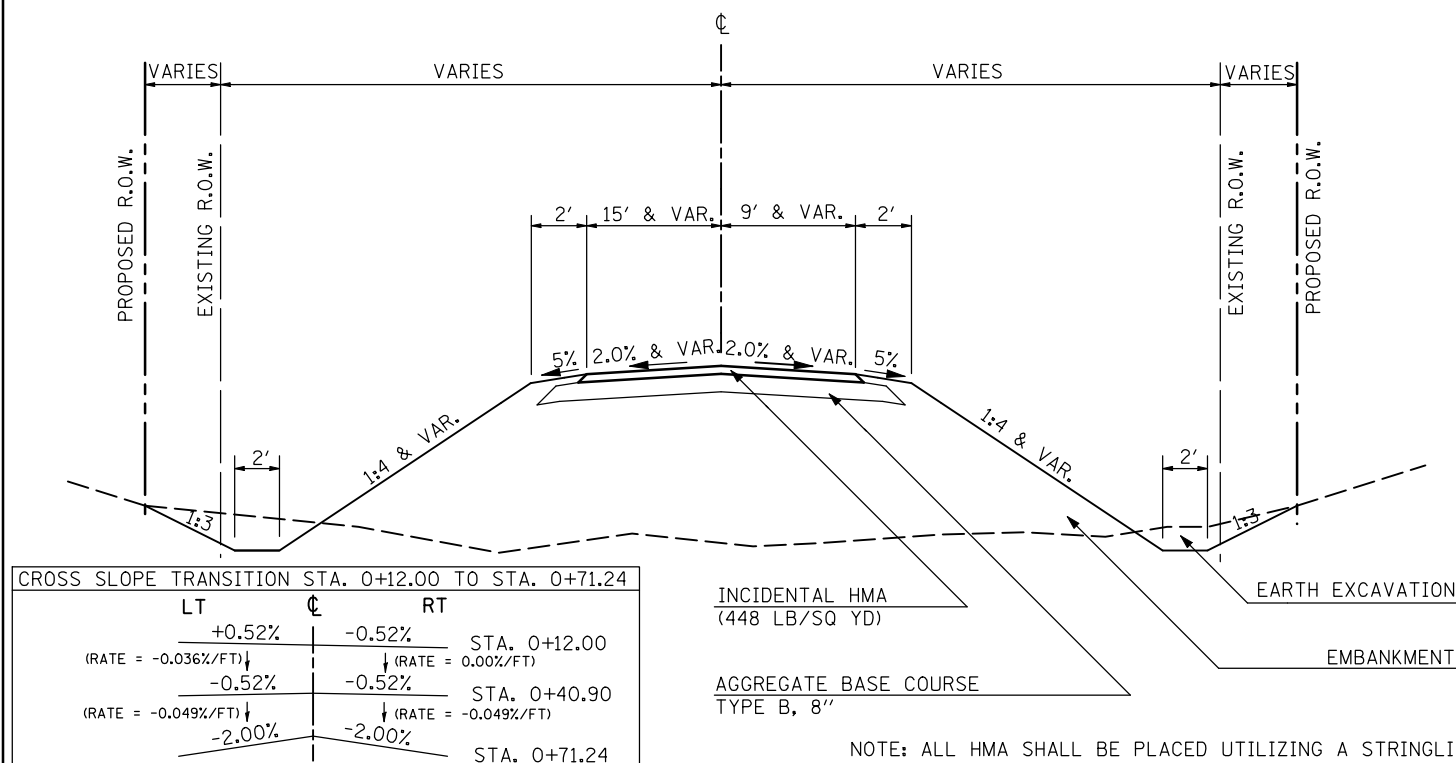 ℄
VARIES VARIES VARIES VARIES
PROPOSED R.O.W.
EXISTING R.O.W.
EXISTING R.O.W.
PROPOSED R.O.W.
2' 15' & VAR. 9' & VAR. 2'
5% 2.0% & VAR. 2.0% & VAR. 5%
1:4 & VAR.
1:4 & VAR.
2'
2'
1:3
1:3
INCIDENTAL HMA
(448 LB/SQ YD)
AGGREGATE BASE COURSE
TYPE B, 8"
EARTH EXCAVATION
EMBANKMENT
CROSS SLOPE TRANSITION STA. 0+12.00 TO STA. 0+71.24
LT ℄ RT
+0.52% -0.52% STA. 0+12.00
(RATE = -0.036%/FT) (RATE = 0.00%/FT)
-0.52% -0.52% STA. 0+40.90
(RATE = -0.049%/FT) (RATE = -0.049%/FT)
-2.00% -2.00% STA. 0+71.24
NOTE: ALL HMA SHALL BE PLACED UTILIZING A STRINGLI